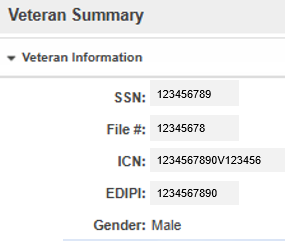 Veteran Summary
Veteran Information
SSN: 123456789
File #: 12345678
ICN: 1234567890V123456
EDIPI: 1234567890
Gender: Male